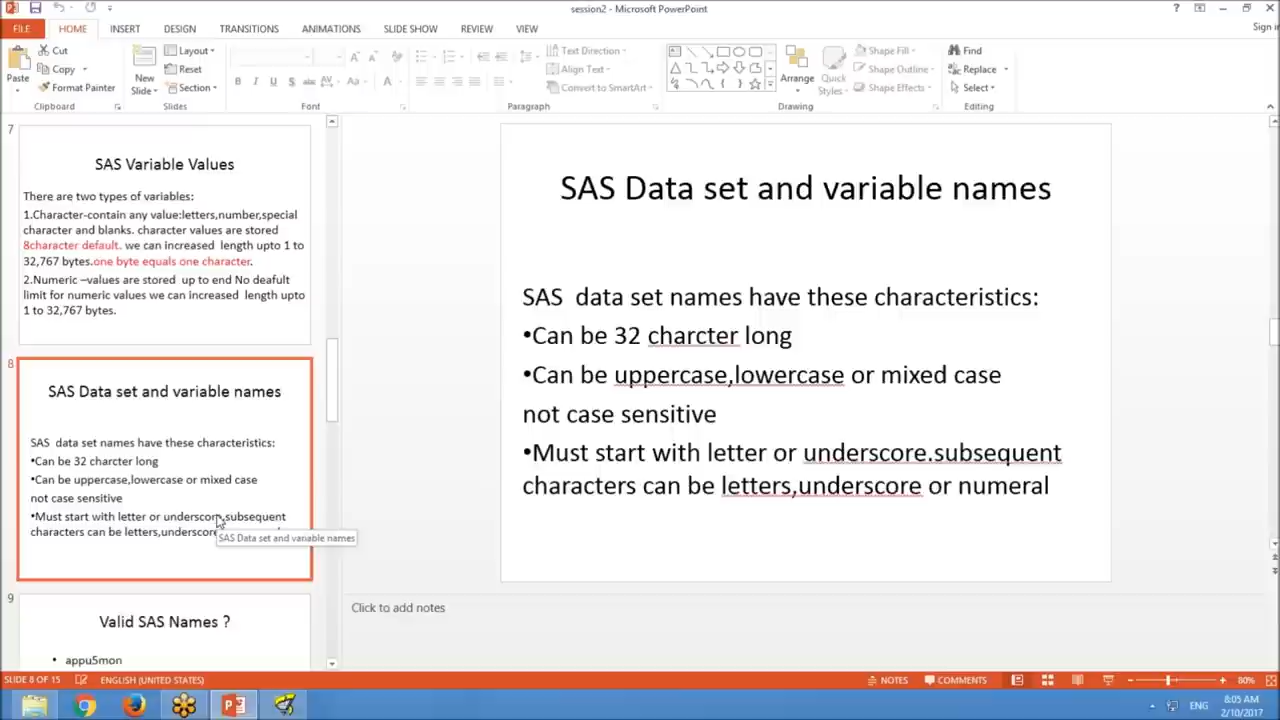 session2 - Microsoft PowerPoint
Sign in
FILE HOME INSERT DESIGN TRANSITIONS ANIMATIONS SLIDE SHOW REVIEW VIEW
Cut
Copy
Format Painter
Paste
Clipboard
New
Slide
Layout
Reset
Section
Slides
Font
Text Direction
Align Text
Convert to SmartArt
Paragraph
Arrange
Quick
Styles
Shape Fill
Shape Outline
Shape Effects
Drawing
Find
Replace
Select
Editing
7
SAS Variable Values
There are two types of variables:
1.Character-contain any value:letters,number,special
character and blanks. character values are stored
8character default. we can increased length upto 1 to
32,767 bytes.one byte equals one character.
2.Numeric –values are stored up to end No deafult
limit for numeric values we can increased length upto
1 to 32,767 bytes.
8
SAS Data set and variable names
SAS data set names have these characteristics:
•Can be 32 charcter long
•Can be uppercase,lowercase or mixed case
not case sensitive
•Must start with letter or underscore.subsequent
characters can be letters,underscore
SAS Data set and variable names
9
Valid SAS Names ?
• appu5mon
SAS Data set and variable names
SAS data set names have these characteristics:
•Can be 32 charcter long
•Can be uppercase,lowercase or mixed case
not case sensitive
•Must start with letter or underscore.subsequent
characters can be letters,underscore or numeral
Click to add notes
SLIDE 8 OF 15 ENGLISH (UNITED STATES) NOTES COMMENTS 80%
ENG
8:05 AM
2/10/2017